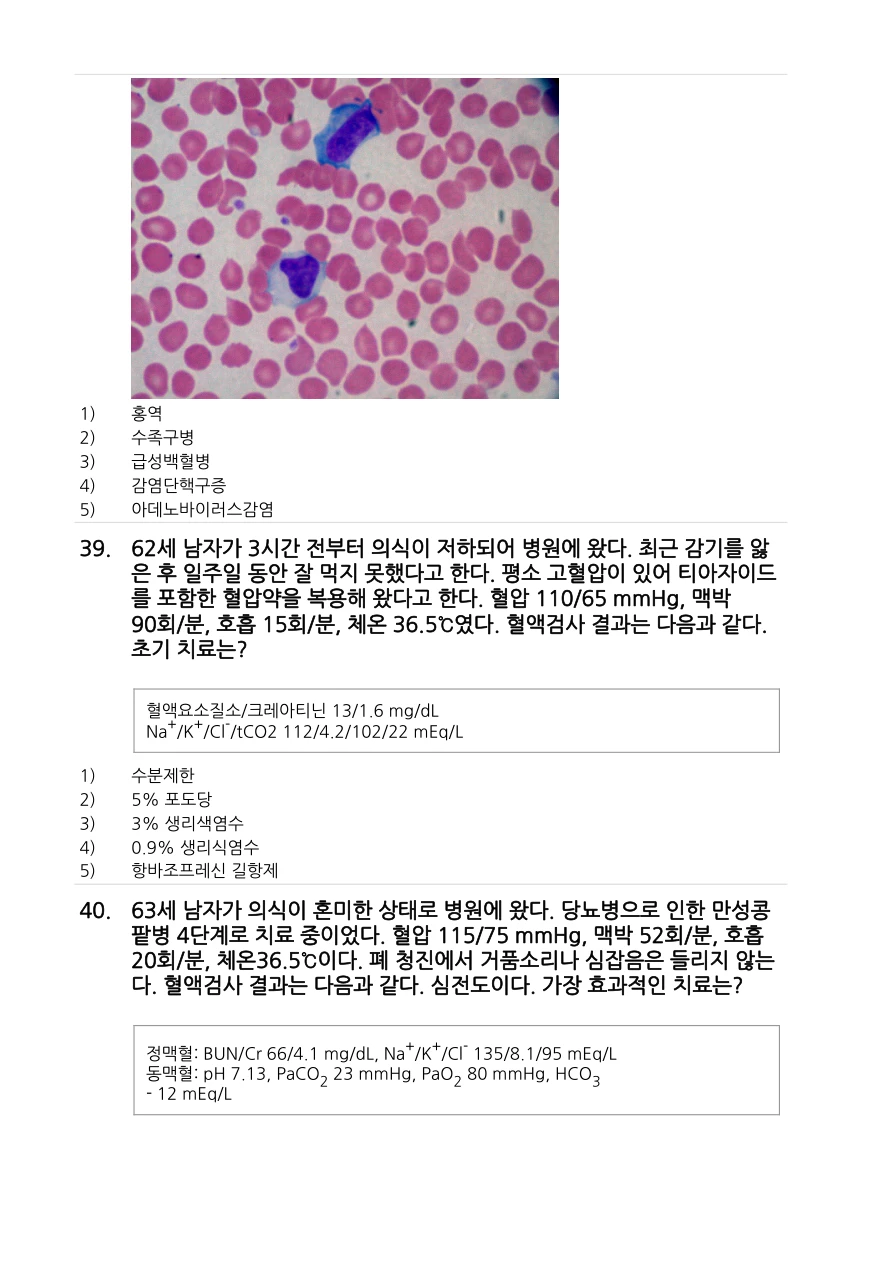 1) 홍역
2) 수족구병
3) 급성백혈병
4) 감염단핵구증
5) 아데노바이러스감염
39. 62세 남자가 3시간 전부터 의식이 저하되어 병원에 왔다. 최근 감기를 앓
은 후 일주일 동안 잘 먹지 못했다고 한다. 평소 고혈압이 있어 티아자이드
를 포함한 혈압약을 복용해 왔다고 한다. 혈압 110/65 mmHg, 맥박
90회/분, 호흡 15회/분, 체온 36.5℃였다. 혈액검사 결과는 다음과 같다.
초기 치료는?
혈액요소질소/크레아티닌 13/1.6 mg/dL
Na⁺/K⁺/Cl⁻/tCO2 112/4.2/102/22 mEq/L
1) 수분제한
2) 5% 포도당
3) 3% 생리색염수
4) 0.9% 생리식염수
5) 항바조프레신 길항제
40. 63세 남자가 의식이 혼미한 상태로 병원에 왔다. 당뇨병으로 인한 만성콩
팥병 4단계로 치료 중이었다. 혈압 115/75 mmHg, 맥박 52회/분, 호흡
20회/분, 체온36.5℃이다. 폐 청진에서 거품소리나 심잡음은 들리지 않는
다. 혈액검사 결과는 다음과 같다. 심전도이다. 가장 효과적인 치료는?
정맥혈: BUN/Cr 66/4.1 mg/dL, Na⁺/K⁺/Cl⁻ 135/8.1/95 mEq/L
동맥혈: pH 7.13, PaCO₂ 23 mmHg, PaO₂ 80 mmHg, HCO₃
- 12 mEq/L